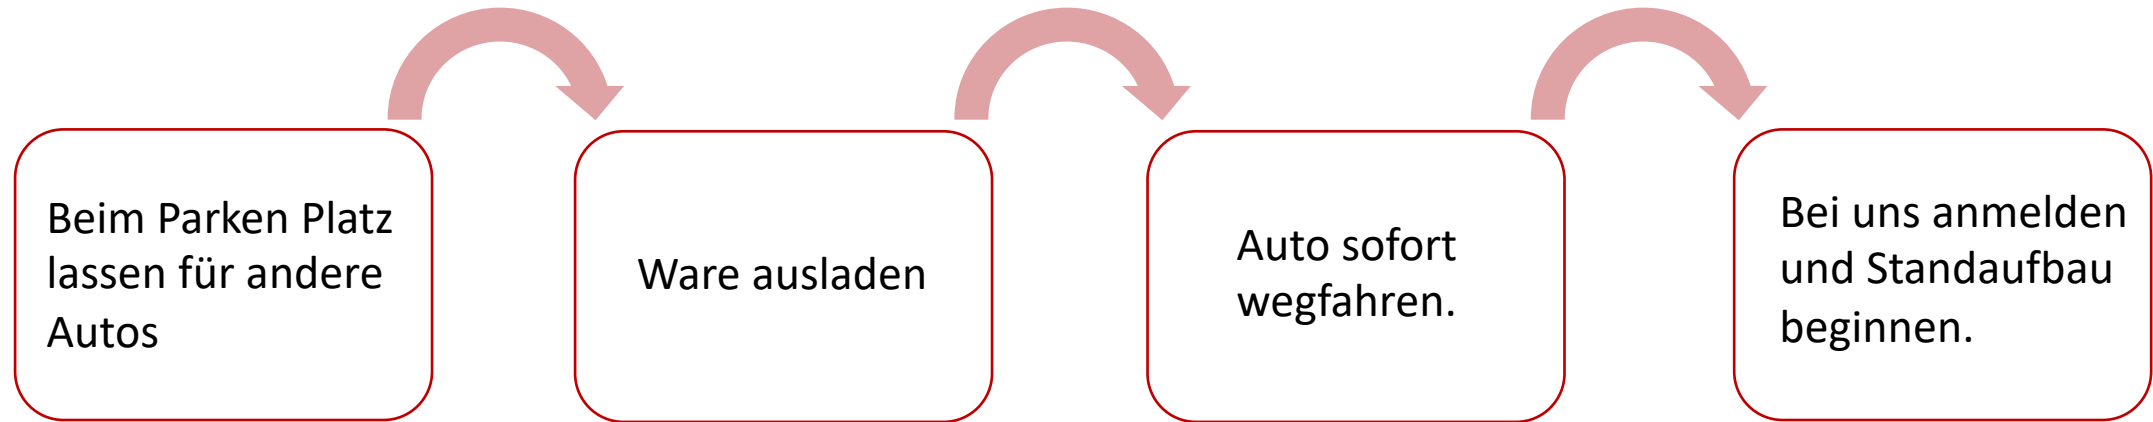 Beim Parken Platz
lassen für andere
Autos
Ware ausladen
Auto sofort
wegfahren.
Bei uns anmelden
und Standaufbau
beginnen.